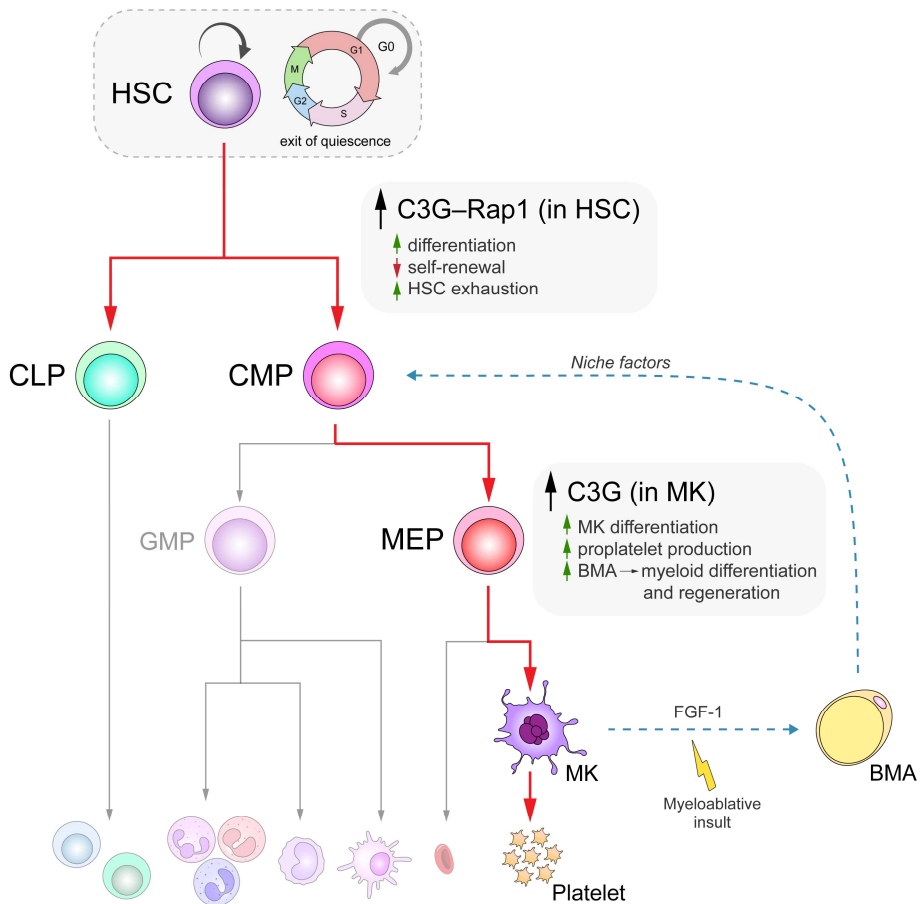 HSC
G1
G0
M
G2
S
exit of quiescence
C3G–Rap1 (in HSC)
differentiation
self-renewal
HSC exhaustion
CLP
CMP
Niche factors
C3G (in MK)
MK differentiation
proplatelet production
BMA → myeloid differentiation
and regeneration
GMP
MEP
FGF-1
MK
BMA
Myeloablative
insult
Platelet